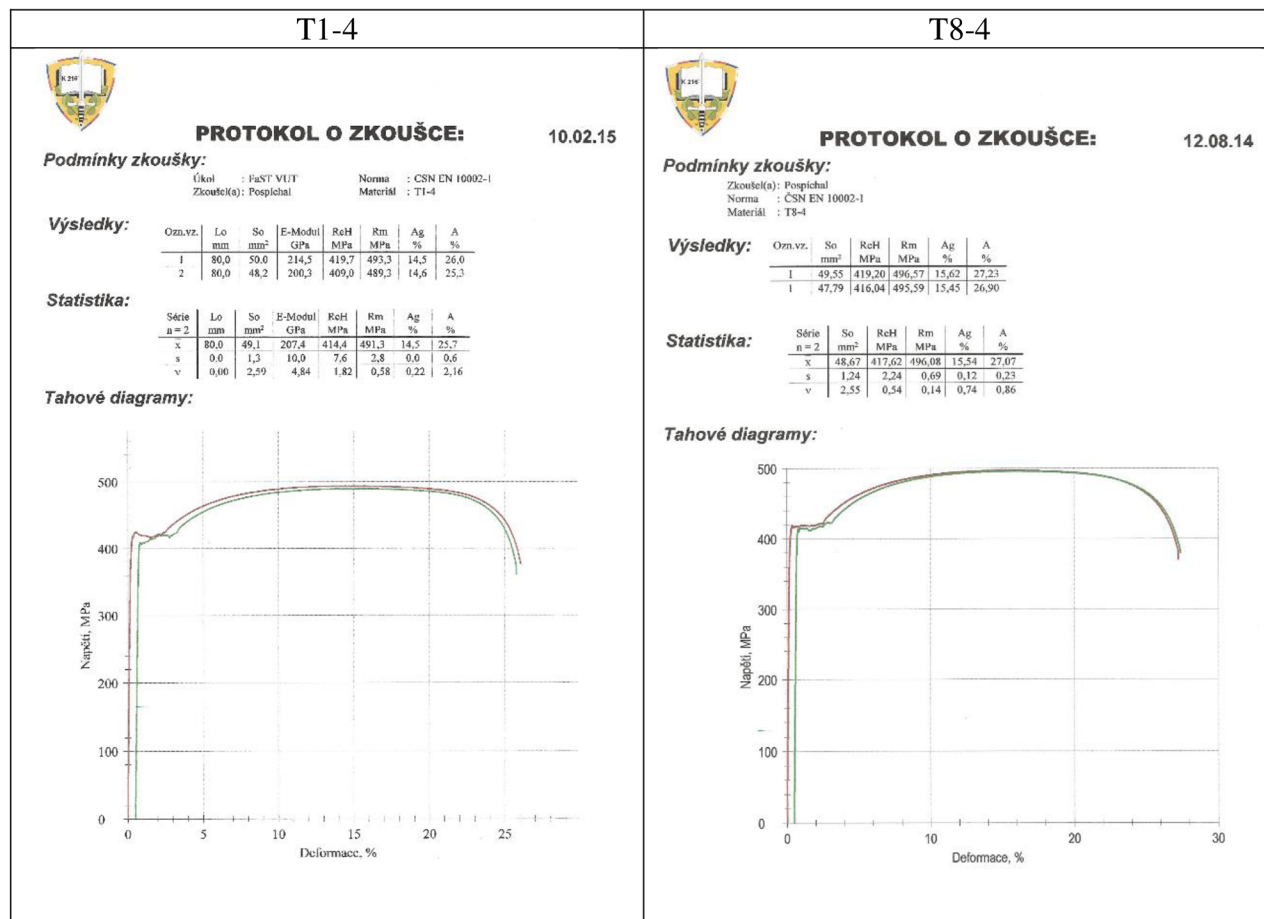 T1-4
K 216
PROTOKOL O ZKOUŠCE: 10.02.15
Podmínky zkoušky:
Úkol : FaST VUT Norma : CSN EN 10002-1
Zkoušel(a): Pospíchal Materiál : T1-4
Výsledky:
Ozn.vz. Lo So E-Modul ReH Rm Ag A
mm mm² GPa MPa MPa % %
1 80,0 50,0 214,5 419,7 493,3 14,5 26,0
2 80,0 48,2 200,3 409,0 489,3 14,6 25,3
Statistika:
Série Lo So E-Modul ReH Rm Ag A
n = 2 mm mm² GPa MPa MPa % %
x 80,0 49,1 207,4 414,4 491,3 14,5 25,7
s 0,0 1,3 10,0 7,6 2,8 0,0 0,6
v 0,00 2,59 4,84 1,82 0,58 0,22 2,16
Tahové diagramy:
500
400
300
200
100
0
Napětí, MPa
0 5 10 15 20 25
Deformace, %
T8-4
K 216
PROTOKOL O ZKOUŠCE: 12.08.14
Podmínky zkoušky:
Zkoušel(a): Pospíchal
Norma : ČSN EN 10002-1
Materiál : T8-4
Výsledky:
Ozn.vz. So ReH Rm Ag A
mm² MPa MPa % %
1 49,55 419,20 496,57 15,62 27,23
1 47,79 416,04 495,59 15,45 26,90
Statistika:
Série So ReH Rm Ag A
n = 2 mm² MPa MPa % %
x 48,67 417,62 496,08 15,54 27,07
s 1,24 2,24 0,69 0,12 0,23
v 2,55 0,54 0,14 0,74 0,86
Tahové diagramy:
500
400
300
200
100
0
Napětí, MPa
0 10 20 30
Deformace, %